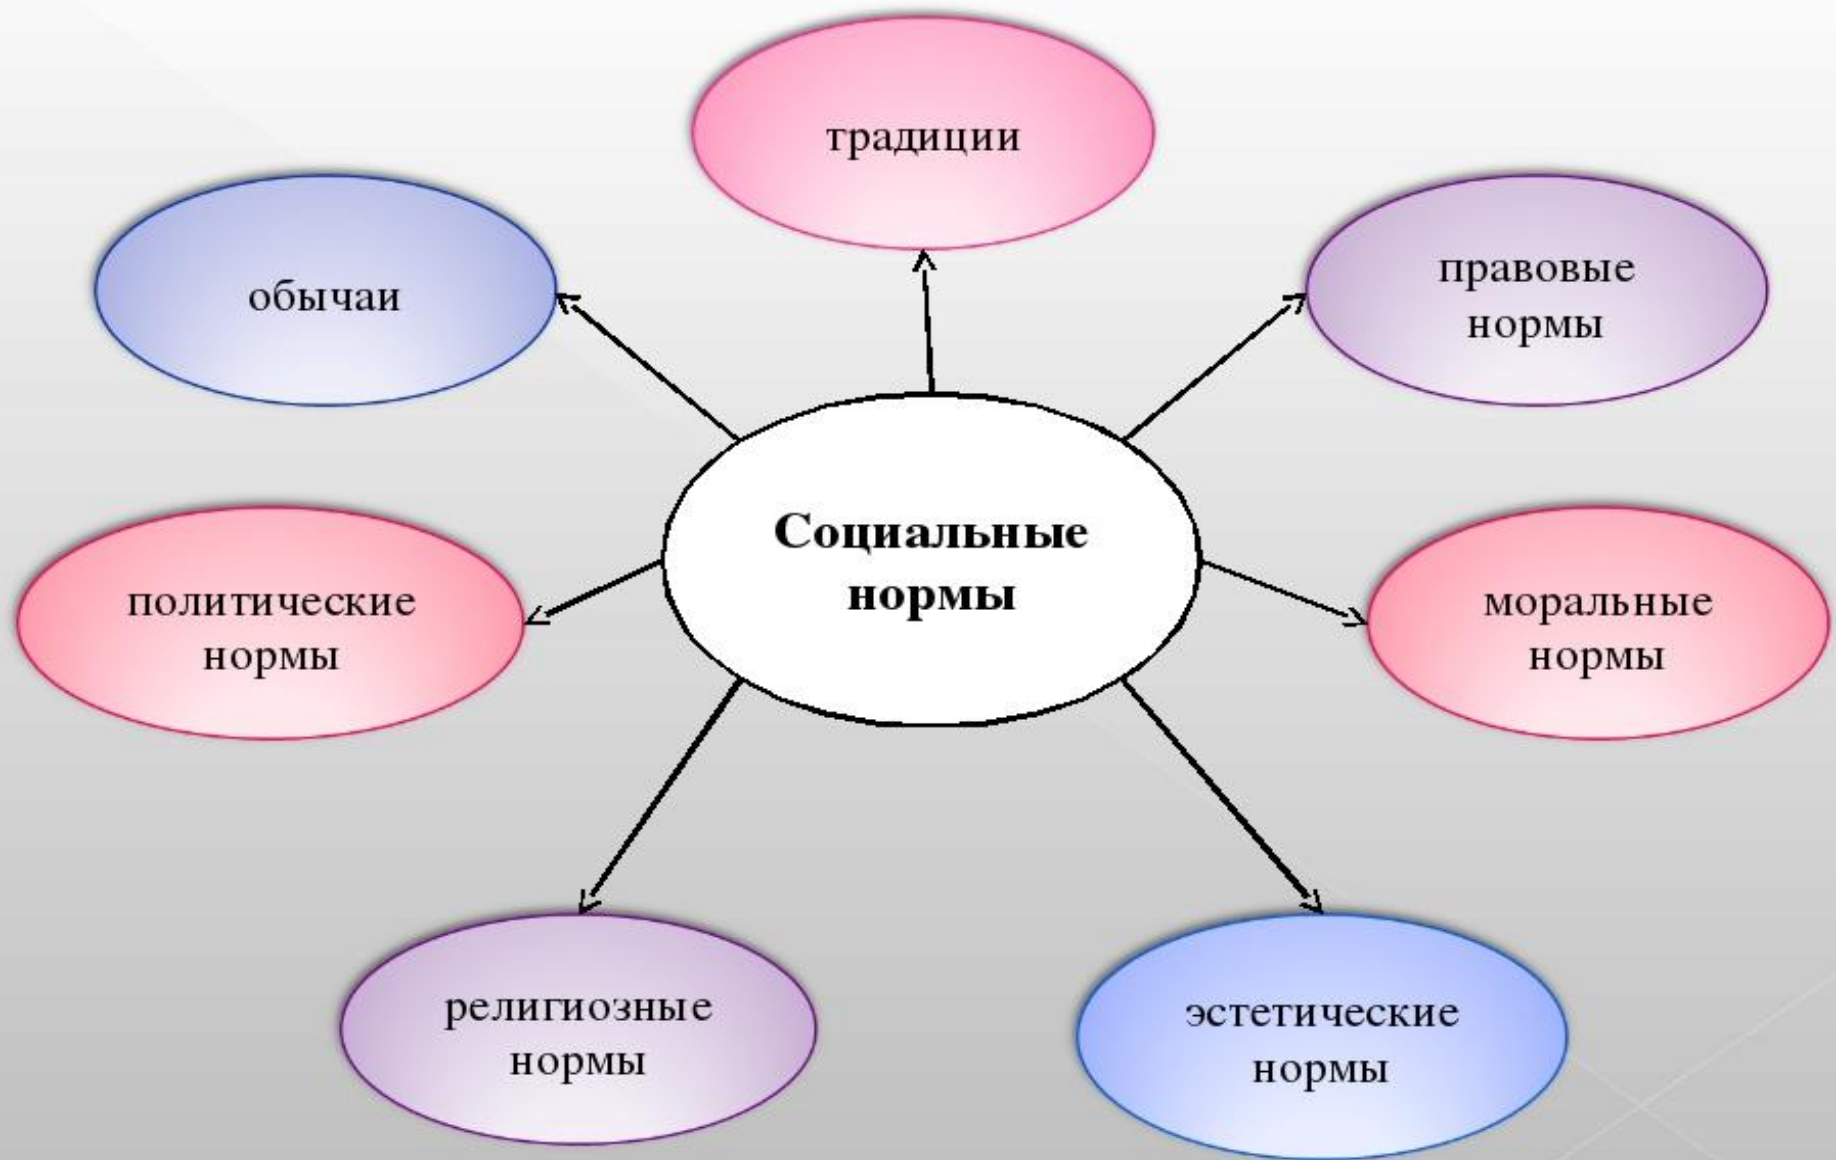 традиции
обычаи
правовые
нормы
Социальные
нормы
политические
нормы
моральные
нормы
религиозные
нормы
эстетические
нормы